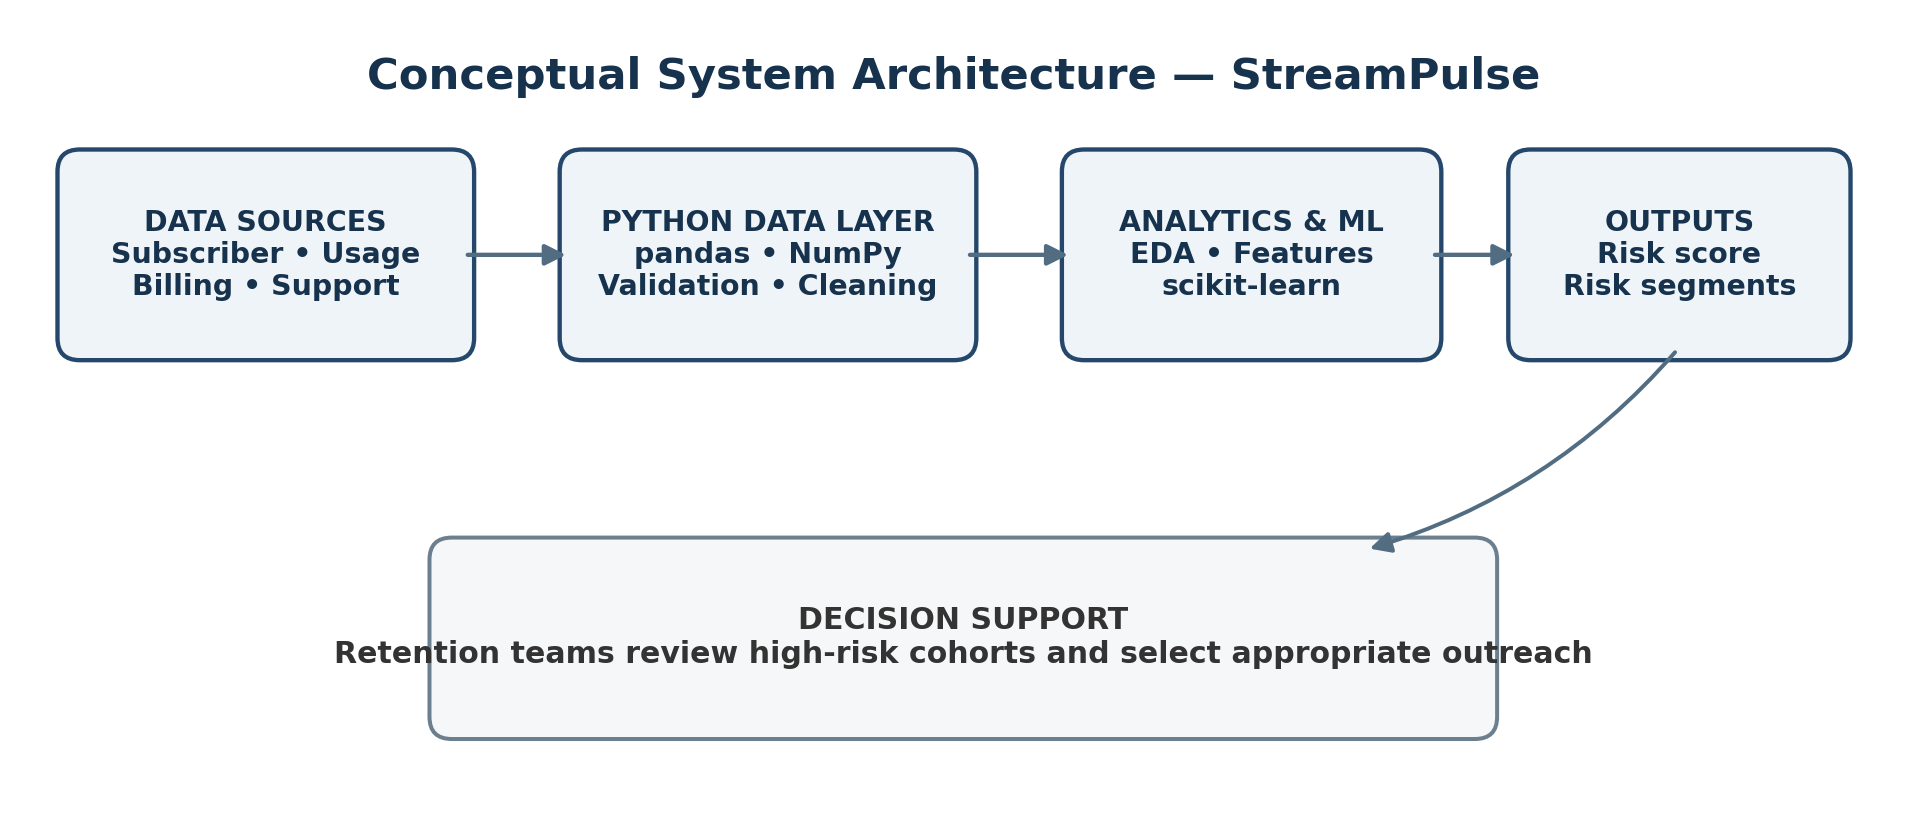 Conceptual System Architecture — StreamPulse
DATA SOURCES
Subscriber • Usage
Billing • Support
PYTHON DATA LAYER
pandas • NumPy
Validation • Cleaning
ANALYTICS & ML
EDA • Features
scikit-learn
OUTPUTS
Risk score
Risk segments
DECISION SUPPORT
Retention teams review high-risk cohorts and select appropriate outreach